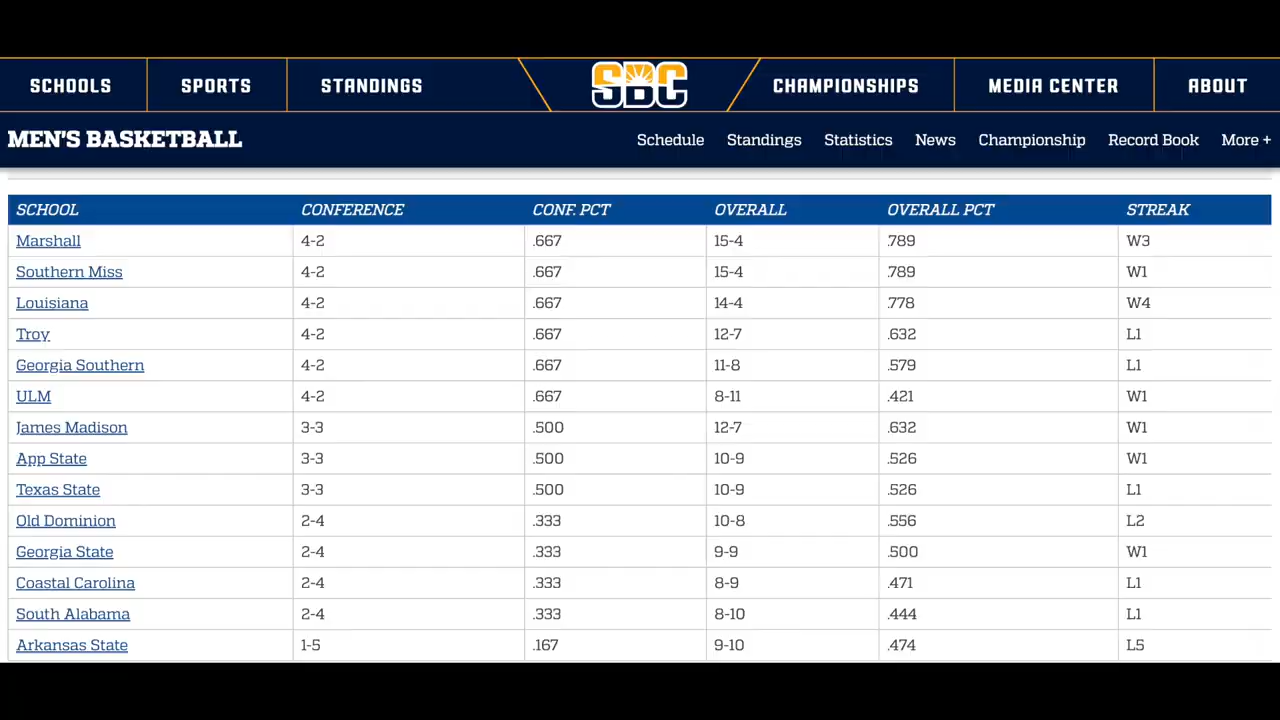 SCHOOLS SPORTS STANDINGS SBC CHAMPIONSHIPS MEDIA CENTER ABOUT
MEN'S BASKETBALL Schedule Standings Statistics News Championship Record Book More +
SCHOOL CONFERENCE CONF. PCT OVERALL OVERALL PCT STREAK
Marshall 4-2 .667 15-4 .789 W3
Southern Miss 4-2 .667 15-4 .789 W1
Louisiana 4-2 .667 14-4 .778 W4
Troy 4-2 .667 12-7 .632 L1
Georgia Southern 4-2 .667 11-8 .579 L1
ULM 4-2 .667 8-11 .421 W1
James Madison 3-3 .500 12-7 .632 W1
App State 3-3 .500 10-9 .526 W1
Texas State 3-3 .500 10-9 .526 L1
Old Dominion 2-4 .333 10-8 .556 L2
Georgia State 2-4 .333 9-9 .500 W1
Coastal Carolina 2-4 .333 8-9 .471 L1
South Alabama 2-4 .333 8-10 .444 L1
Arkansas State 1-5 .167 9-10 .474 L5